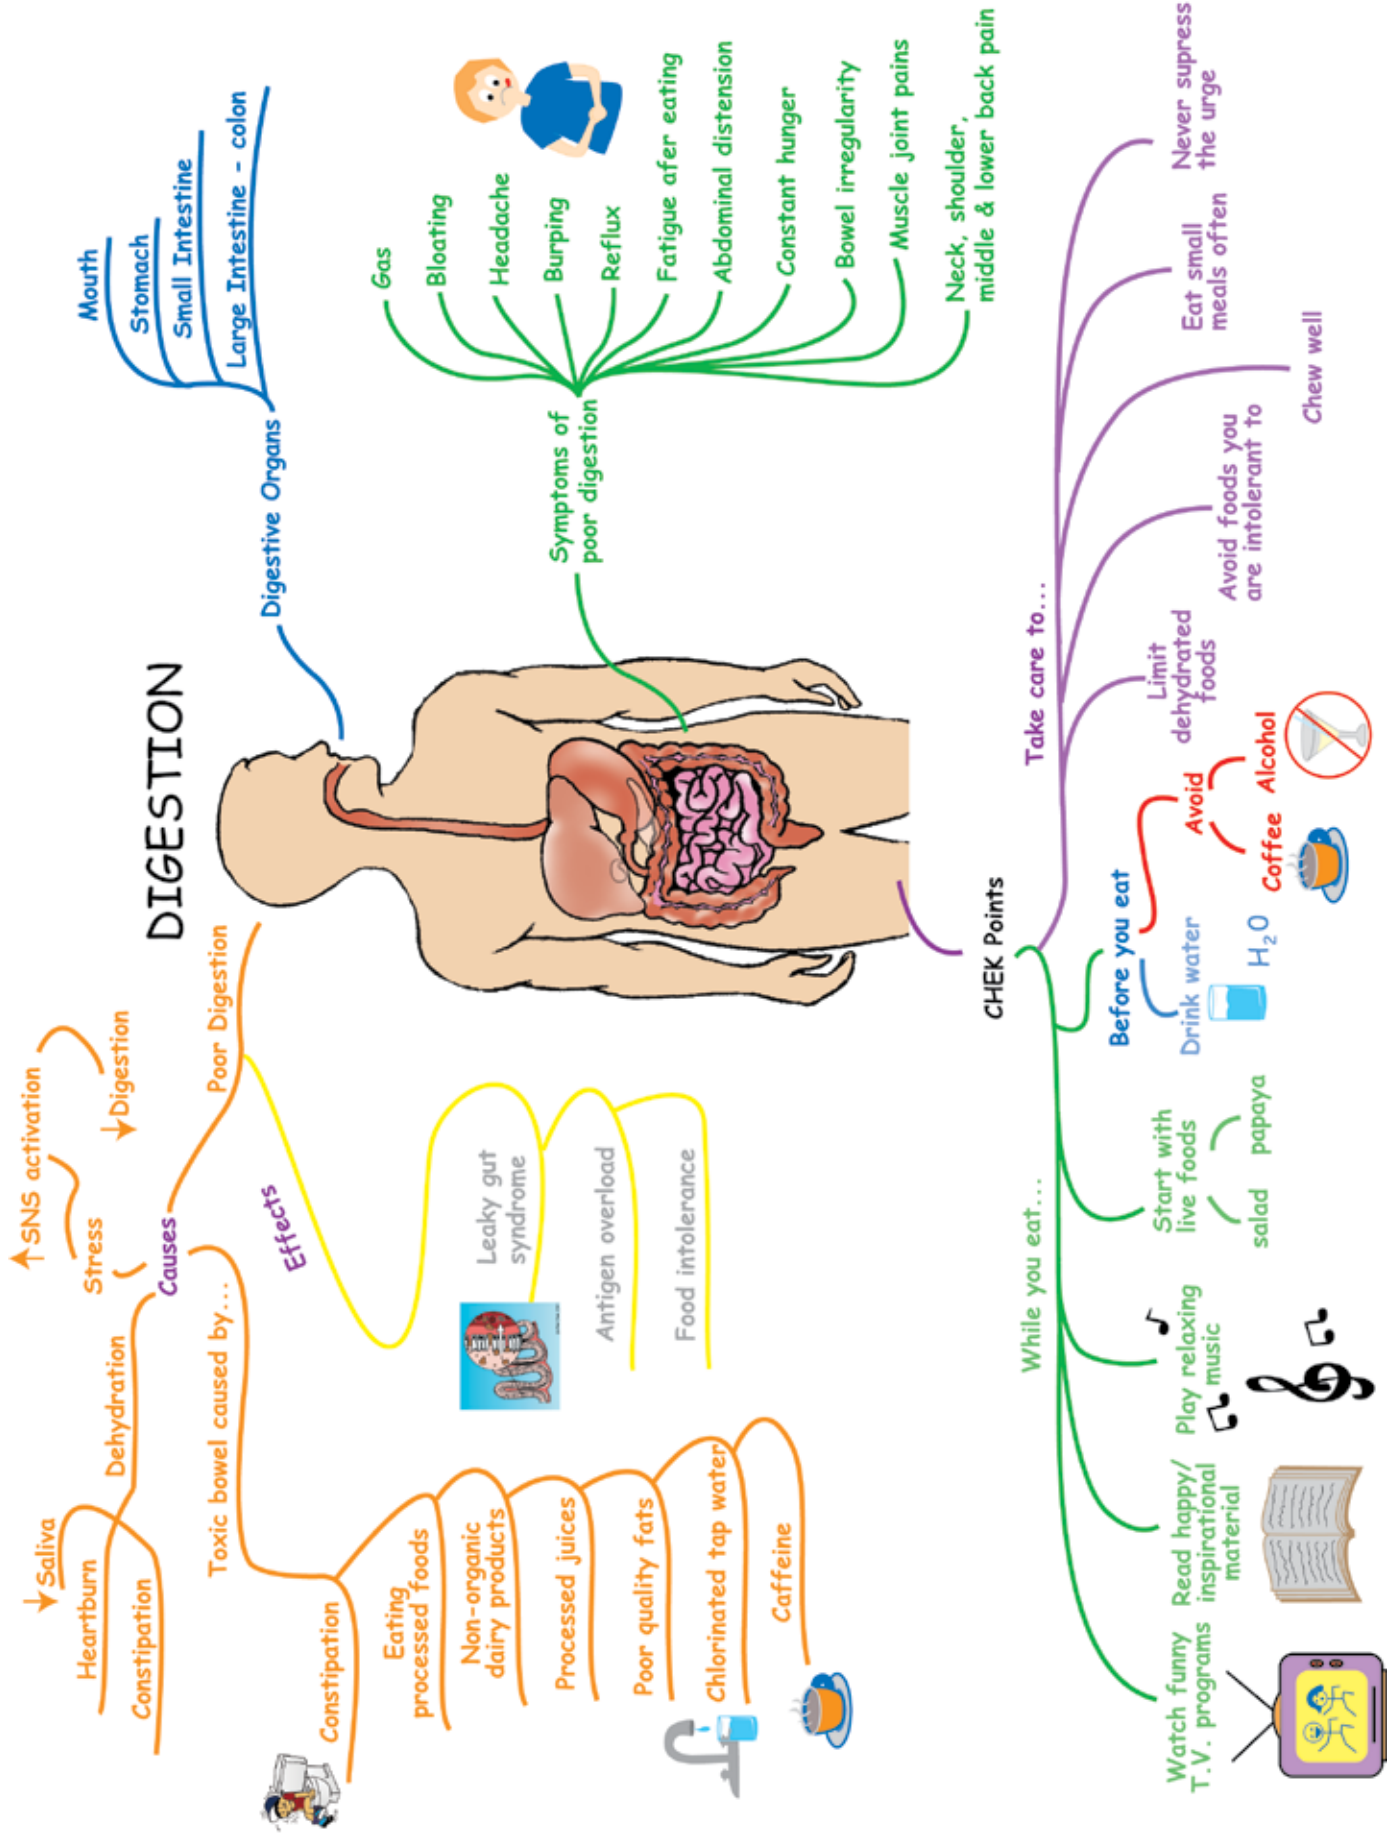 DIGESTION
Digestive Organs
Mouth
Stomach
Small Intestine
Large Intestine - colon
Symptoms of
poor digestion
Gas
Bloating
Headache
Burping
Reflux
Fatigue afer eating
Abdominal distension
Constant hunger
Bowel irregularity
Muscle joint pains
Neck, shoulder,
middle & lower back pain
Poor Digestion
Causes
Stress
↑SNS activation
↓Digestion
Dehydration
↓Saliva
Heartburn
Constipation
Toxic bowel caused by...
Constipation
Eating
processed foods
Non-organic
dairy products
Processed juices
Poor quality fats
Chlorinated tap water
Caffeine
Effects
Leaky gut
syndrome
Antigen overload
Food intolerance
CHEK Points
While you eat...
Watch funny
T.V. programs
Read happy/
inspirational
material
Play relaxing
music
Start with
live foods
salad
papaya
Before you eat
Drink water
H₂O
Avoid
Coffee
Alcohol
Take care to...
Limit
dehydrated
foods
Avoid foods you
are intolerant to
Chew well
Eat small
meals often
Never supress
the urge